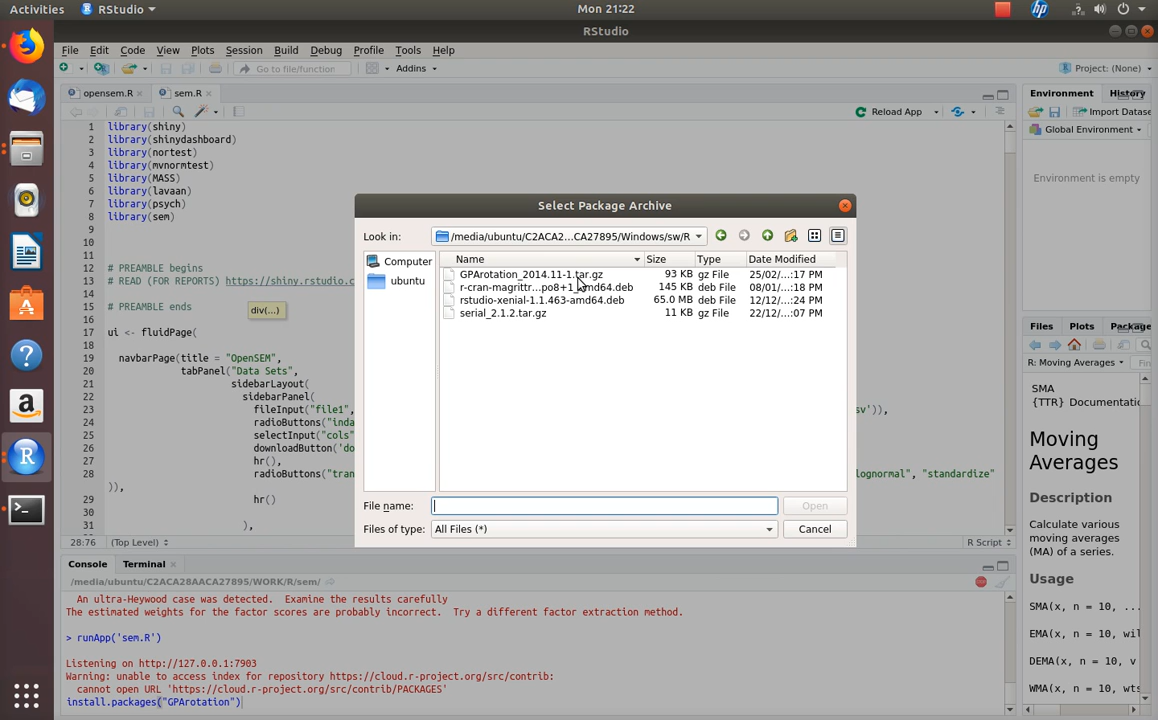 Activities RStudio Mon 21:22
RStudio
File Edit Code View Plots Session Build Debug Profile Tools Help
Go to file/function Addins Project: (None)
opensem.R × sem.R × Environment History
Reload App Import Datase
Global Environment
Environment is empty
1 library(shiny)
2 library(shinydashboard)
3 library(nortest)
4 library(mvnormtest)
5 library(MASS)
6 library(lavaan)
7 library(psych)
8 library(sem)
9
10
11
12 # PREAMBLE begins
13 # READ (FOR REPORTS) https://shiny.rstudio.c
14
15 # PREAMBLE ends
16
17 ui <- fluidPage(
18
19 navbarPage(title = "OpenSEM",
20 tabPanel("Data Sets",
21 sidebarLayout(
22 sidebarPanel(
23 fileInput("file1", sv')),
24 radioButtons("inda
25 selectInput("cols"
26 downloadButton('do
27 hr(),
28 radioButtons("tran lognormal", "standardize"
)),
29 hr()
30
31 ),
div(...)
28:76 (Top Level) R Script
Select Package Archive
Look in: /media/ubuntu/C2ACA2...CA27895/Windows/sw/R
Computer
ubuntu
Name Size Type Date Modified
GPArotation_2014.11-1.tar.gz 93 KB gz File 25/02/...:17 PM
r-cran-magrittr...po8+1_amd64.deb 145 KB deb File 08/01/...:18 PM
rstudio-xenial-1.1.463-amd64.deb 65.0 MB deb File 12/12/...:24 PM
serial_2.1.2.tar.gz 11 KB gz File 22/12/...:07 PM
File name: Open
Files of type: All Files (*) Cancel
Console Terminal ×
/media/ubuntu/C2ACA28AACA27895/WORK/R/sem/
An ultra-Heywood case was detected. Examine the results carefully
The estimated weights for the factor scores are probably incorrect. Try a different factor extraction method.
> runApp('sem.R')
Listening on http://127.0.0.1:7903
Warning: unable to access index for repository https://cloud.r-project.org/src/contrib:
cannot open URL 'https://cloud.r-project.org/src/contrib/PACKAGES'
install.packages("GPArotation")
Files Plots Package
R: Moving Averages Fin
SMA
{TTR} Documentatio
Moving
Averages
Description
Calculate various
moving averages
(MA) of a series.
Usage
SMA(x, n = 10, ...
EMA(x, n = 10, wil
DEMA(x, n = 10, v
WMA(x, n = 10, wts